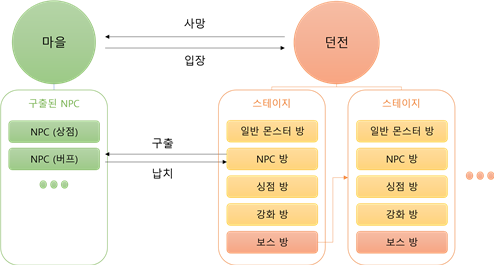 사망
마을
던전
입장
구출된 NPC
스테이지
스테이지
NPC (상점)
일반 몬스터 방
일반 몬스터 방
구출
NPC (버프)
NPC 방
NPC 방
납치
상점 방
상점 방
강화 방
강화 방
보스 방
보스 방